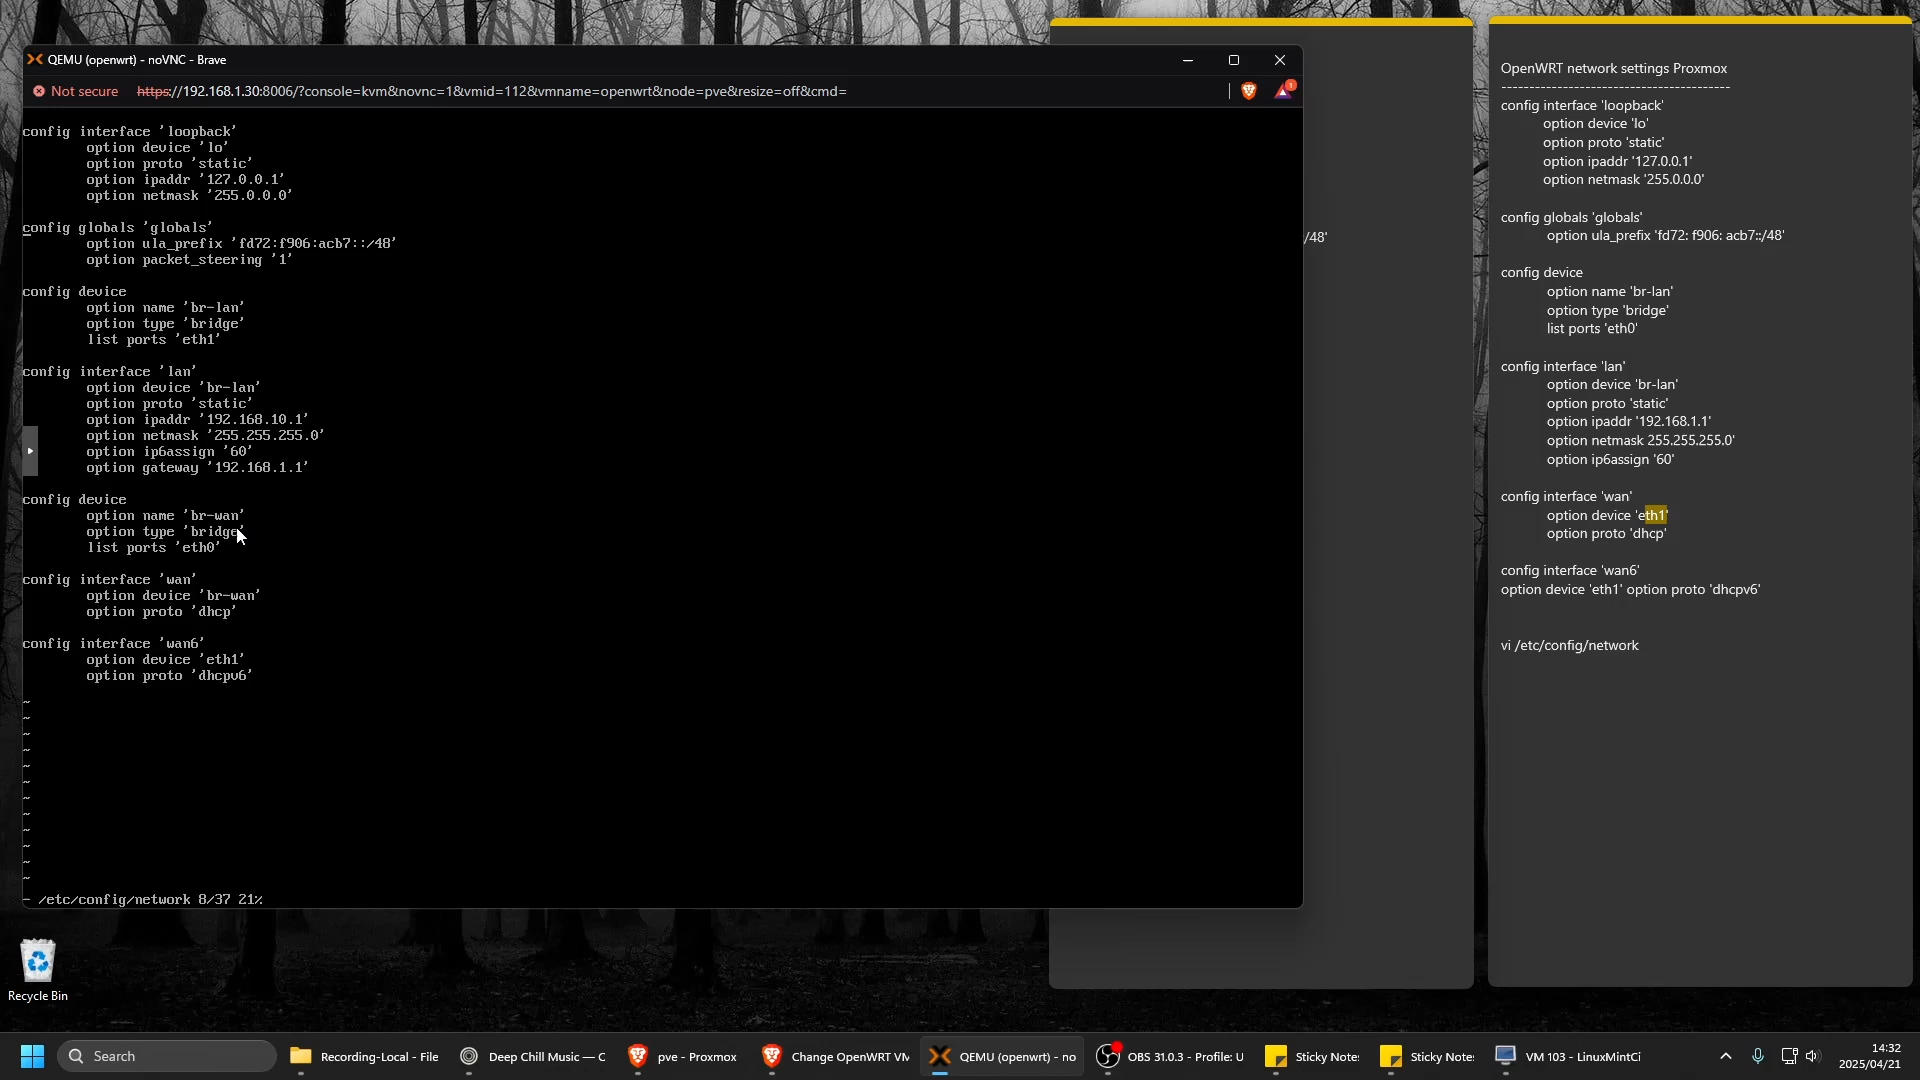 QEMU (openwrt) - noVNC - Brave
Not secure https://192.168.1.30:8006/?console=kvm&novnc=1&vmid=112&vmname=openwrt&node=pve&resize=off&cmd=
1
config interface 'loopback'
option device 'lo'
option proto 'static'
option ipaddr '127.0.0.1'
option netmask '255.0.0.0'
config globals 'globals'
option ula_prefix 'fd72:f906:acb7::/48'
option packet_steering '1'
config device
option name 'br-lan'
option type 'bridge'
list ports 'eth1'
config interface 'lan'
option device 'br-lan'
option proto 'static'
option ipaddr '192.168.10.1'
option netmask '255.255.255.0'
option ip6assign '60'
option gateway '192.168.1.1'
config device
option name 'br-wan'
option type 'bridge'
list ports 'eth0'
config interface 'wan'
option device 'br-wan'
option proto 'dhcp'
config interface 'wan6'
option device 'eth1'
option proto 'dhcpv6'
~
~
~
~
~
~
~
~
~
~
~
~
- /etc/config/network 8/37 21%
/48'
OpenWRT network settings Proxmox
-----------------------------------------
config interface 'loopback'
option device 'lo'
option proto 'static'
option ipaddr '127.0.0.1'
option netmask '255.0.0.0'
config globals 'globals'
option ula_prefix 'fd72: f906: acb7::/48'
config device
option name 'br-lan'
option type 'bridge'
list ports 'eth0'
config interface 'lan'
option device 'br-lan'
option proto 'static'
option ipaddr '192.168.1.1'
option netmask 255.255.255.0'
option ip6assign '60'
config interface 'wan'
option device 'eth1'
option proto 'dhcp'
config interface 'wan6'
option device 'eth1' option proto 'dhcpv6'
vi /etc/config/network
Recycle Bin
Search
Recording-Local - File
Deep Chill Music — C
pve - Proxmox
Change OpenWRT VM
QEMU (openwrt) - no
OBS 31.0.3 - Profile: U
Sticky Notes
Sticky Notes
VM 103 - LinuxMintCi
14:32
2025/04/21